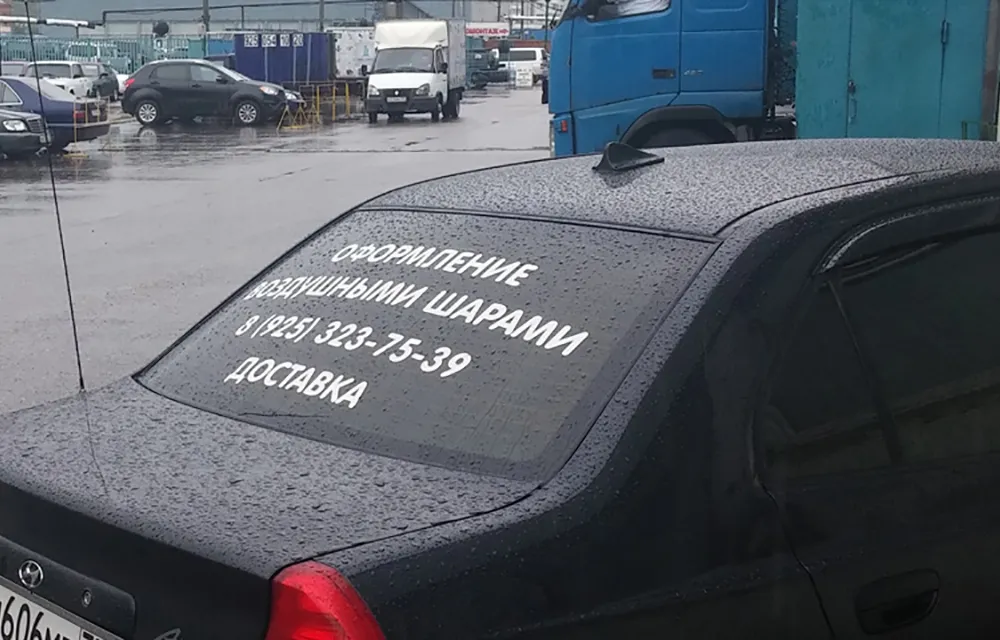 ОФОРМЛЕНИЕ
ВОЗДУШНЫМИ ШАРАМИ
8 (925) 323-75-39
ДОСТАВКА